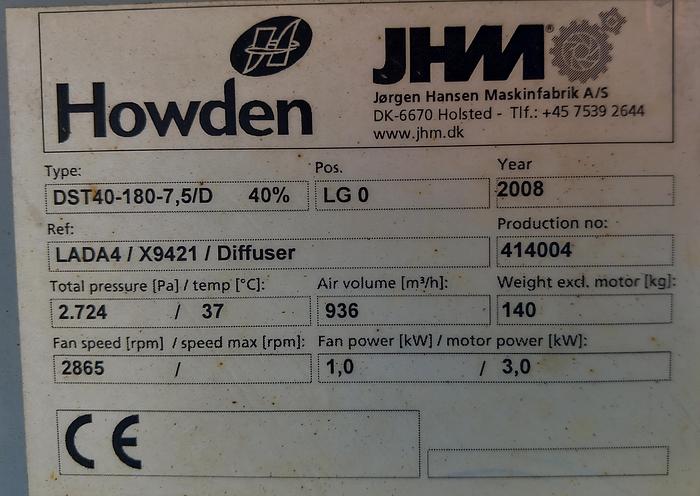 Howden
JHM®
Jørgen Hansen Maskinfabrik A/S
DK-6670 Holsted - Tlf.: +45 7539 2644
www.jhm.dk
Type: Pos. Year
DST40-180-7,5/D 40% LG 0 2008
Ref: Production no:
LADA4 / X9421 / Diffuser 414004
Total pressure [Pa] / temp [°C]: Air volume [m³/h]: Weight excl. motor [kg]:
2.724 / 37 936 140
Fan speed [rpm] / speed max [rpm]: Fan power [kW] / motor power [kW]:
2865 / 1,0 / 3,0
CE